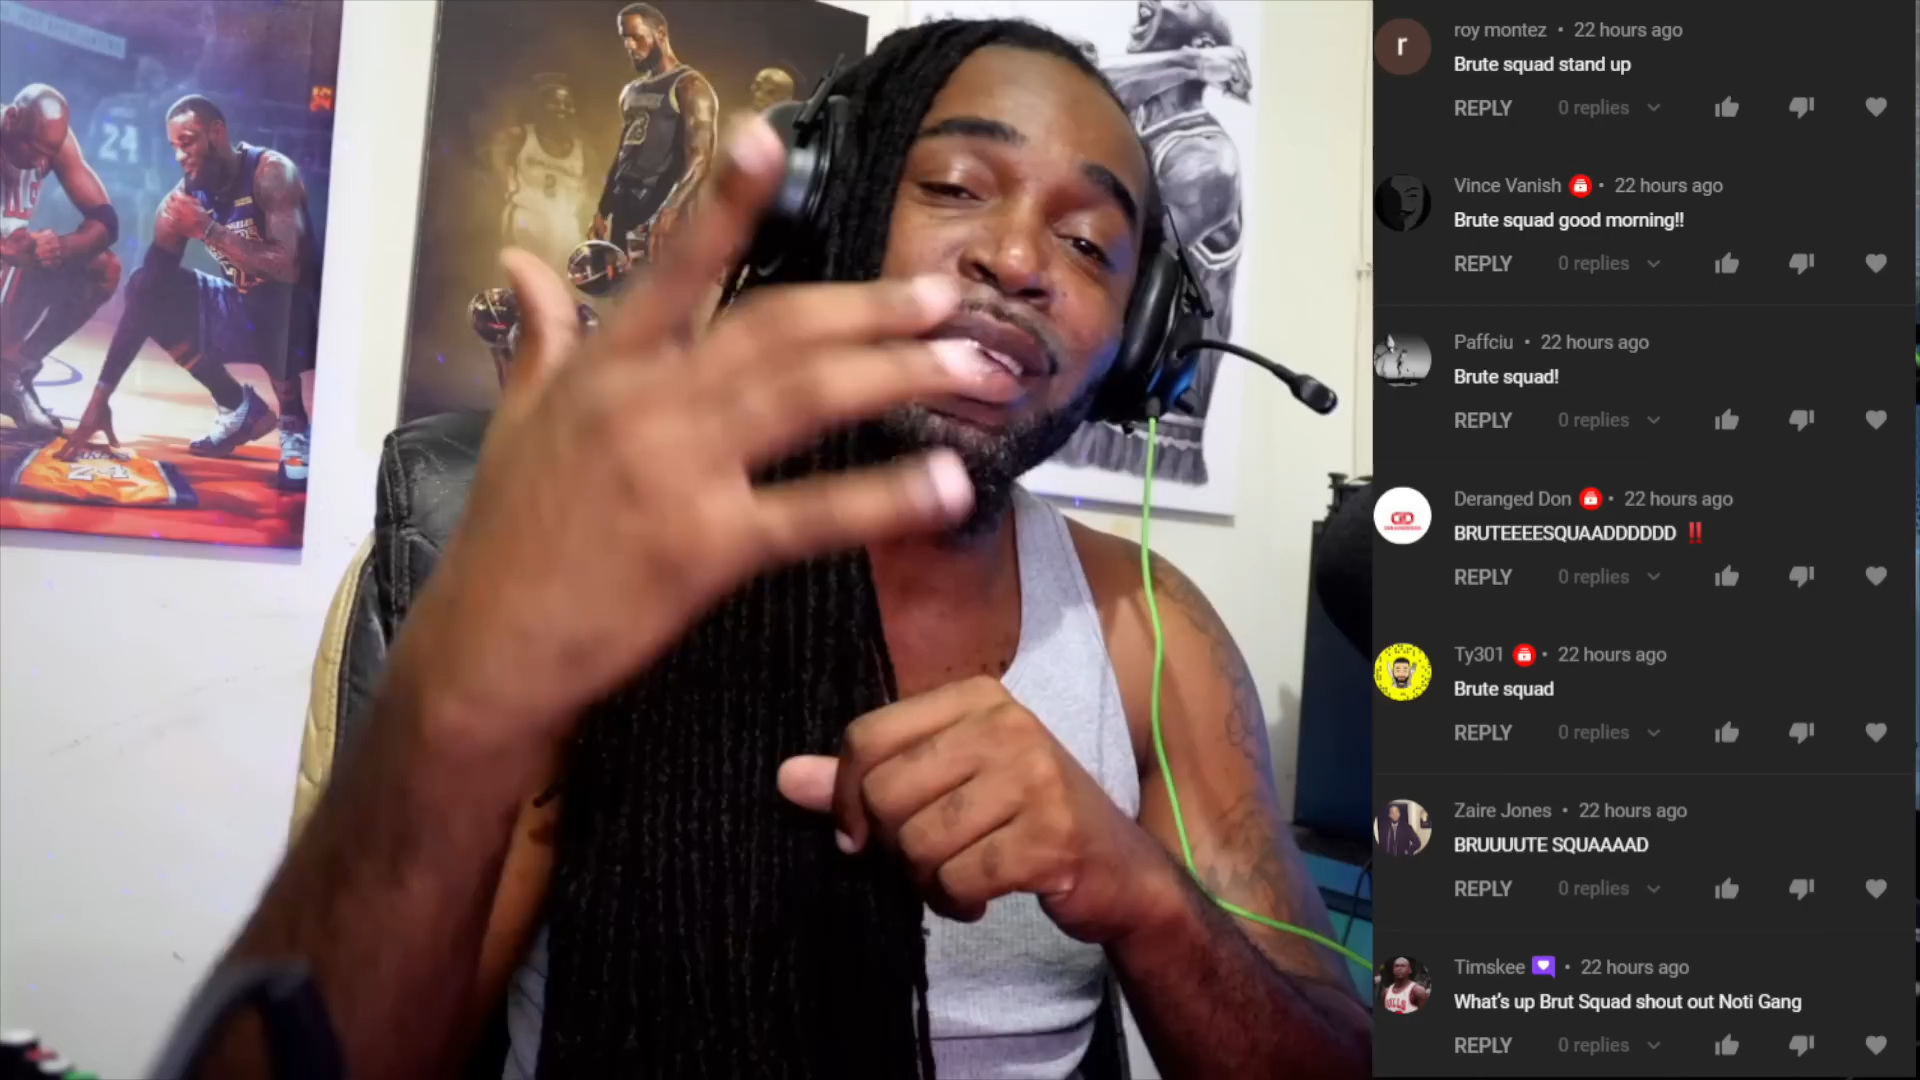 24
23
24
r
roy montez • 22 hours ago
Brute squad stand up
REPLY 0 replies
Vince Vanish • 22 hours ago
Brute squad good morning!!
REPLY 0 replies
Paffciu • 22 hours ago
Brute squad!
REPLY 0 replies
Deranged Don • 22 hours ago
BRUTEEEESQUAADDDDDD ‼
REPLY 0 replies
Ty301 • 22 hours ago
Brute squad
REPLY 0 replies
Zaire Jones • 22 hours ago
BRUUUUTE SQUAAAAD
REPLY 0 replies
Timskee • 22 hours ago
What's up Brut Squad shout out Noti Gang
REPLY 0 replies